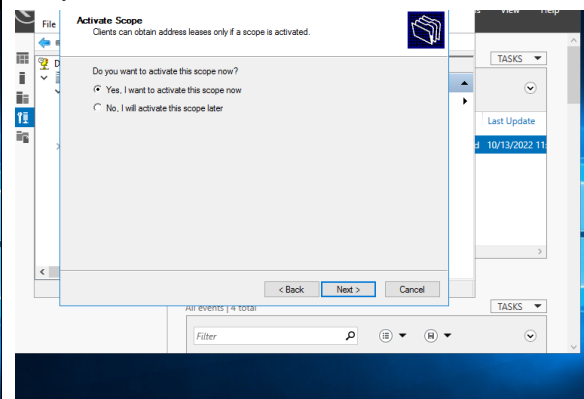 File
View
Help
Activate Scope
Clients can obtain address leases only if a scope is activated.
TASKS
D
Do you want to activate this scope now?
Yes, I want to activate this scope now
No, I will activate this scope later
Last Update
d 10/13/2022 11:
< Back
Next >
Cancel
All events | 4 total
TASKS
Filter